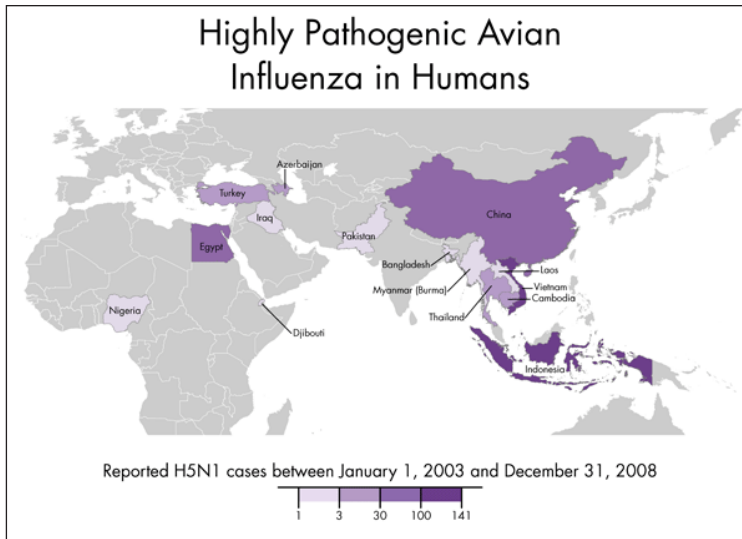 Highly Pathogenic Avian
Influenza in Humans
Azerbaijan
Turkey
Iraq
China
Pakistan
Egypt
Bangladesh
Laos
Myanmar (Burma)
Vietnam
Cambodia
Nigeria
Thailand
Djibouti
Indonesia
Reported H5N1 cases between January 1, 2003 and December 31, 2008
1 3 30 100 141